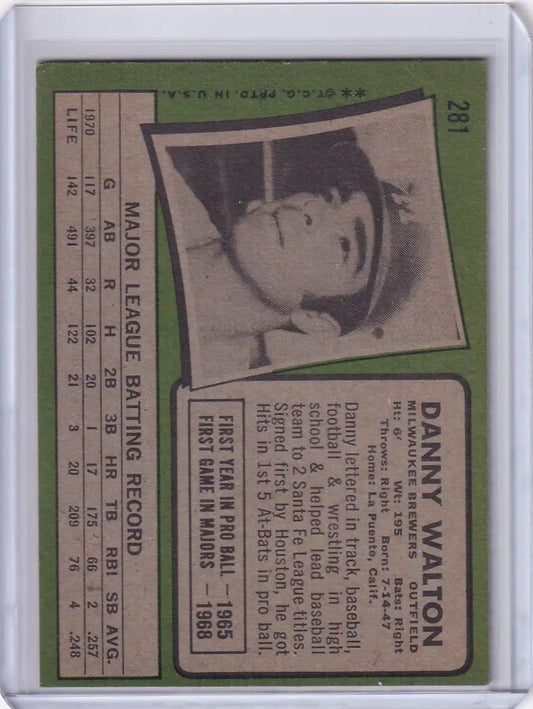 281
DANNY WALTON
MILWAUKEE BREWERS OUTFIELD
Ht: 6' Wt: 195 Bats: Right
Throws: Right Born: 7-14-47
Home: La Puente, Calif.
Danny lettered in track, baseball,
football & wrestling in high
school & helped lead baseball
team to 2 Santa Fe League titles.
Signed first by Houston, he got
Hits in 1st 5 At-Bats in pro ball.
FIRST YEAR IN PRO BALL — 1965
FIRST GAME IN MAJORS — 1968
MAJOR LEAGUE BATTING RECORD
G AB R H 2B 3B HR TB RBI SB AVG.
1970 117 397 32 102 20 1 17 175 66 2 .257
LIFE 142 491 44 122 21 3 20 209 76 4 .248
**©T.C.G. PRTD. IN U.S.A.